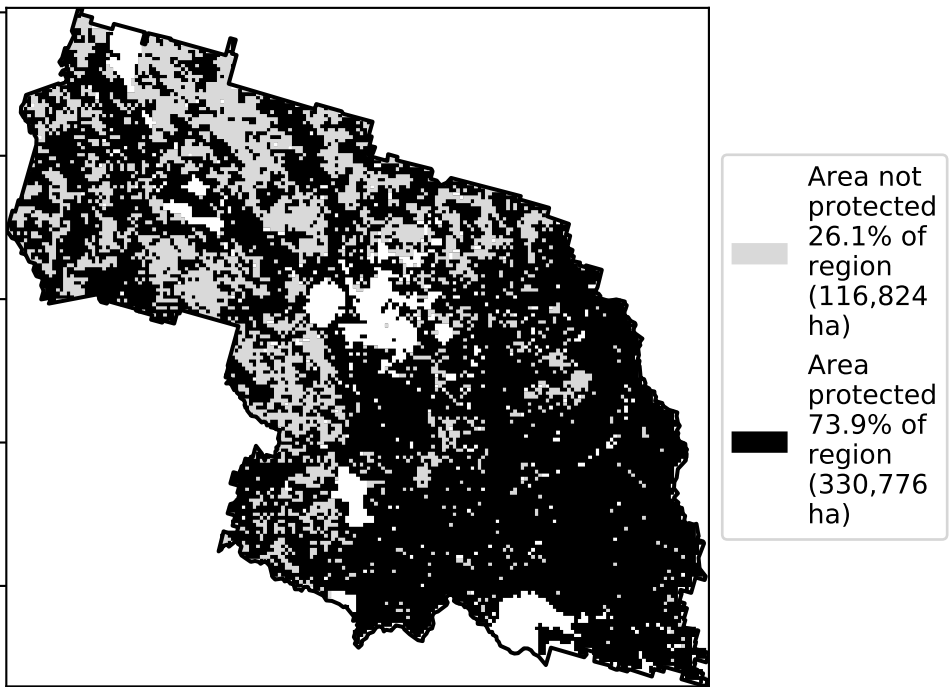 Area not
protected
26.1% of
region
(116,824
ha)
Area
protected
73.9% of
region
(330,776
ha)